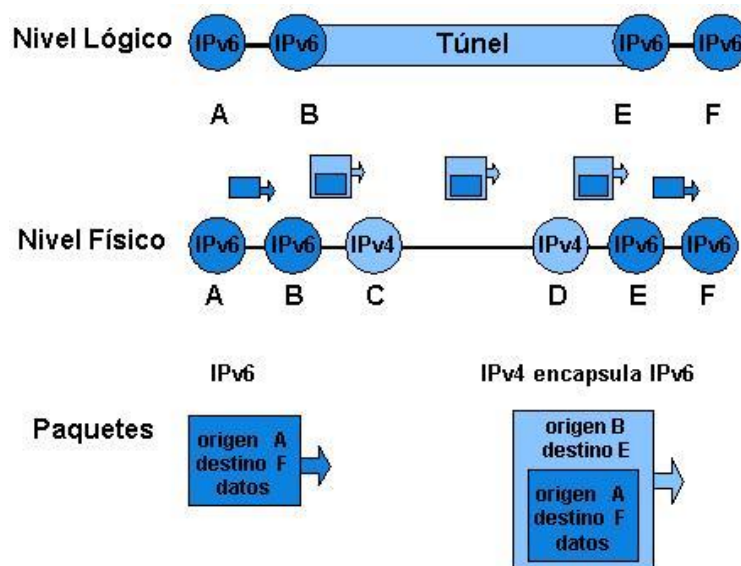 Nivel Lógico
IPv6 IPv6 Túnel IPv6 IPv6
A B E F
Nivel Físico
IPv6 IPv6 IPv4 IPv4 IPv6 IPv6
A B C D E F
IPv6
IPv4 encapsula IPv6
Paquetes
origen A
destino F
datos
origen B
destino E
origen A
destino F
datos